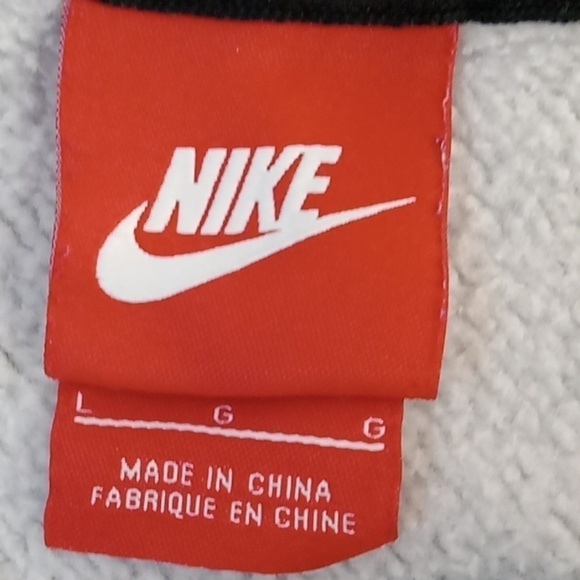 NIKE
L G G
MADE IN CHINA
FABRIQUE EN CHINE